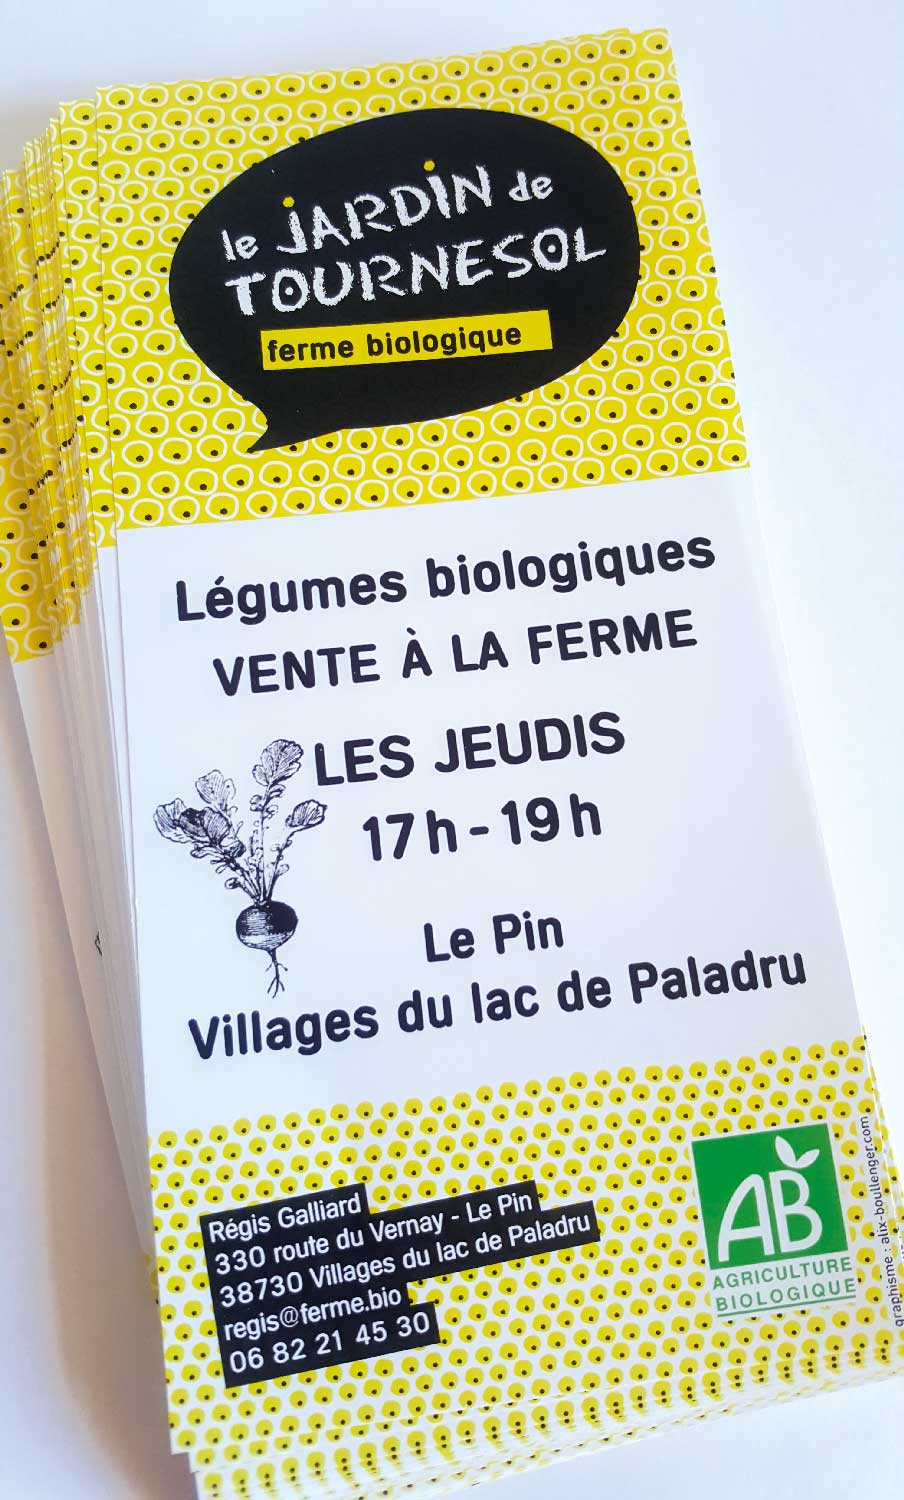 le JARDIN de
TOURNESOL
ferme biologique
Légumes biologiques
VENTE À LA FERME
LES JEUDIS
17h - 19h
Le Pin
Villages du lac de Paladru
Régis Galliard
330 route du Vernay - Le Pin
38730 Villages du lac de Paladru
regis@ferme.bio
06 82 21 45 30
AB
AGRICULTURE
BIOLOGIQUE
graphisme : alix-boullenger.com